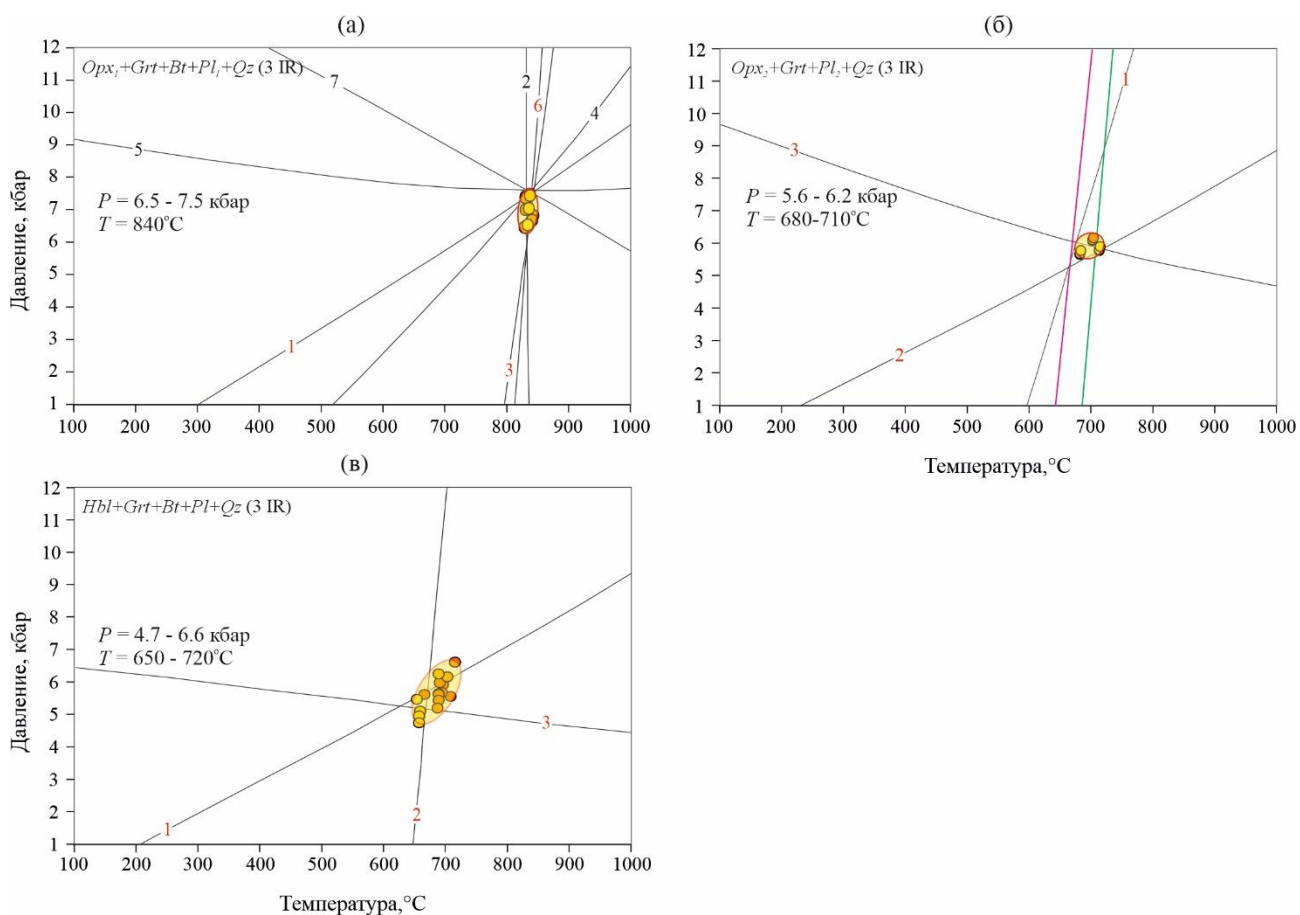 (а)
Opx₁+Grt+Bt+Pl₁+Qz (3 IR)
12
11
10
9
8
7
6
5
4
3
2
1
Давление, кбар
7
2
6
4
5
P = 6.5 - 7.5 кбар
T = 840°C
1
3
100 200 300 400 500 600 700 800 900 1000
(б)
Opx₂+Grt+Pl₂+Qz (3 IR)
12
11
10
9
8
7
6
5
4
3
2
1
1
3
P = 5.6 - 6.2 кбар
T = 680-710°C
2
100 200 300 400 500 600 700 800 900 1000
Температура,°C
(в)
Hbl+Grt+Bt+Pl+Qz (3 IR)
12
11
10
9
8
7
6
5
4
3
2
1
Давление, кбар
P = 4.7 - 6.6 кбар
T = 650 - 720°C
3
2
1
100 200 300 400 500 600 700 800 900 1000
Температура,°C